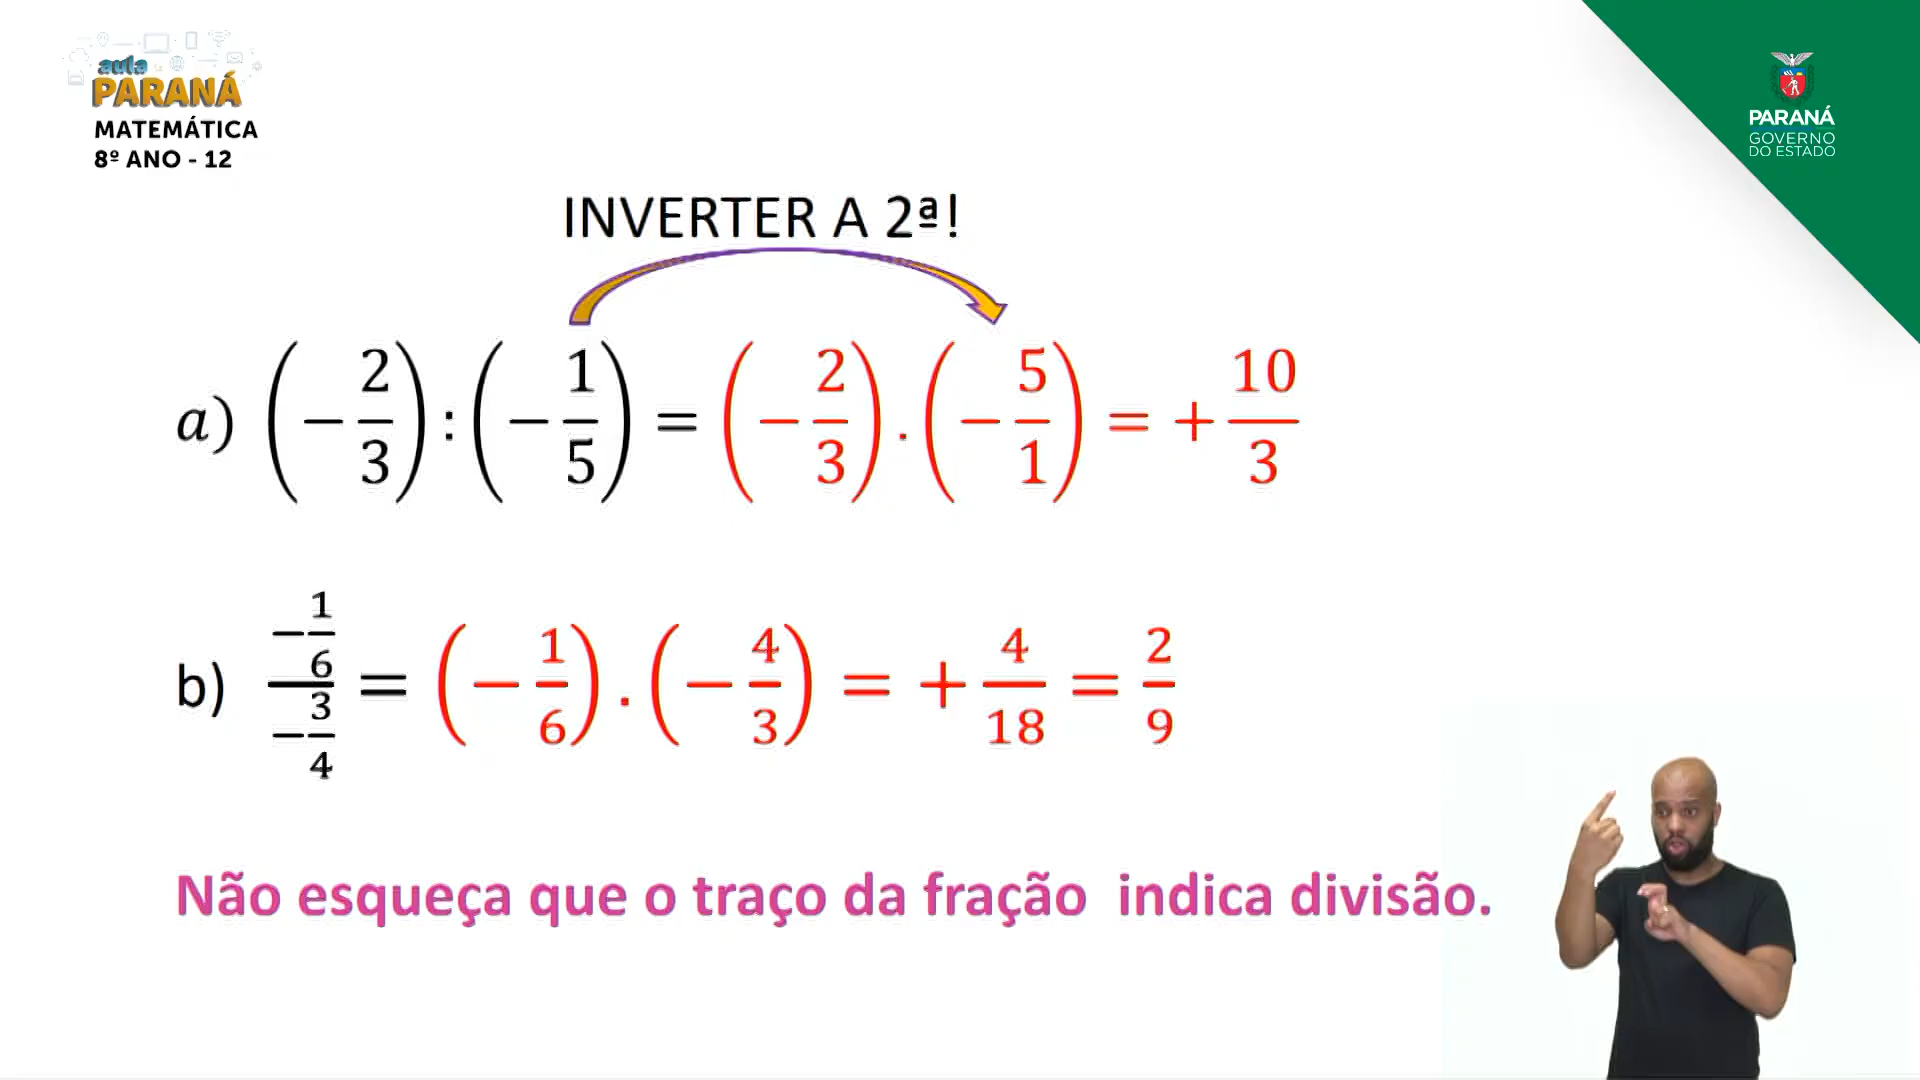 aula
PARANÁ
MATEMÁTICA
8º ANO - 12
PARANÁ
GOVERNO
DO ESTADO
INVERTER A 2ª!
a) (−2/3) : (−1/5) = (−2/3) . (−5/1) = +10/3
b) (−1/6)/(−3/4) = (−1/6) . (−4/3) = +4/18 = 2/9
Não esqueça que o traço da fração indica divisão.